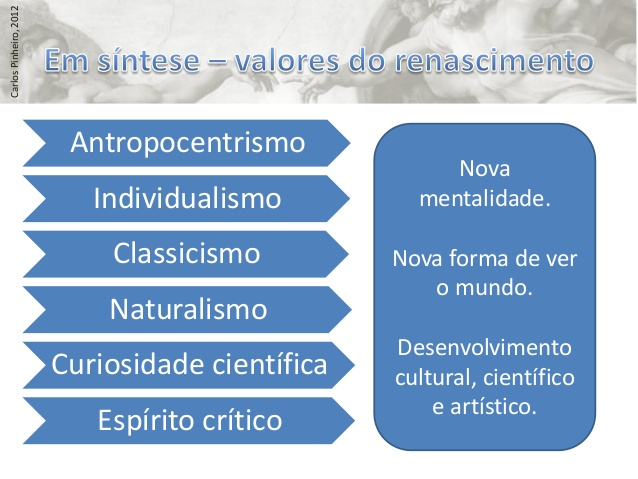 Carlos Pinheiro, 2012
Em síntese – valores do renascimento
Antropocentrismo
Individualismo
Classicismo
Naturalismo
Curiosidade científica
Espírito crítico
Nova
mentalidade.
Nova forma de ver
o mundo.
Desenvolvimento
cultural, científico
e artístico.